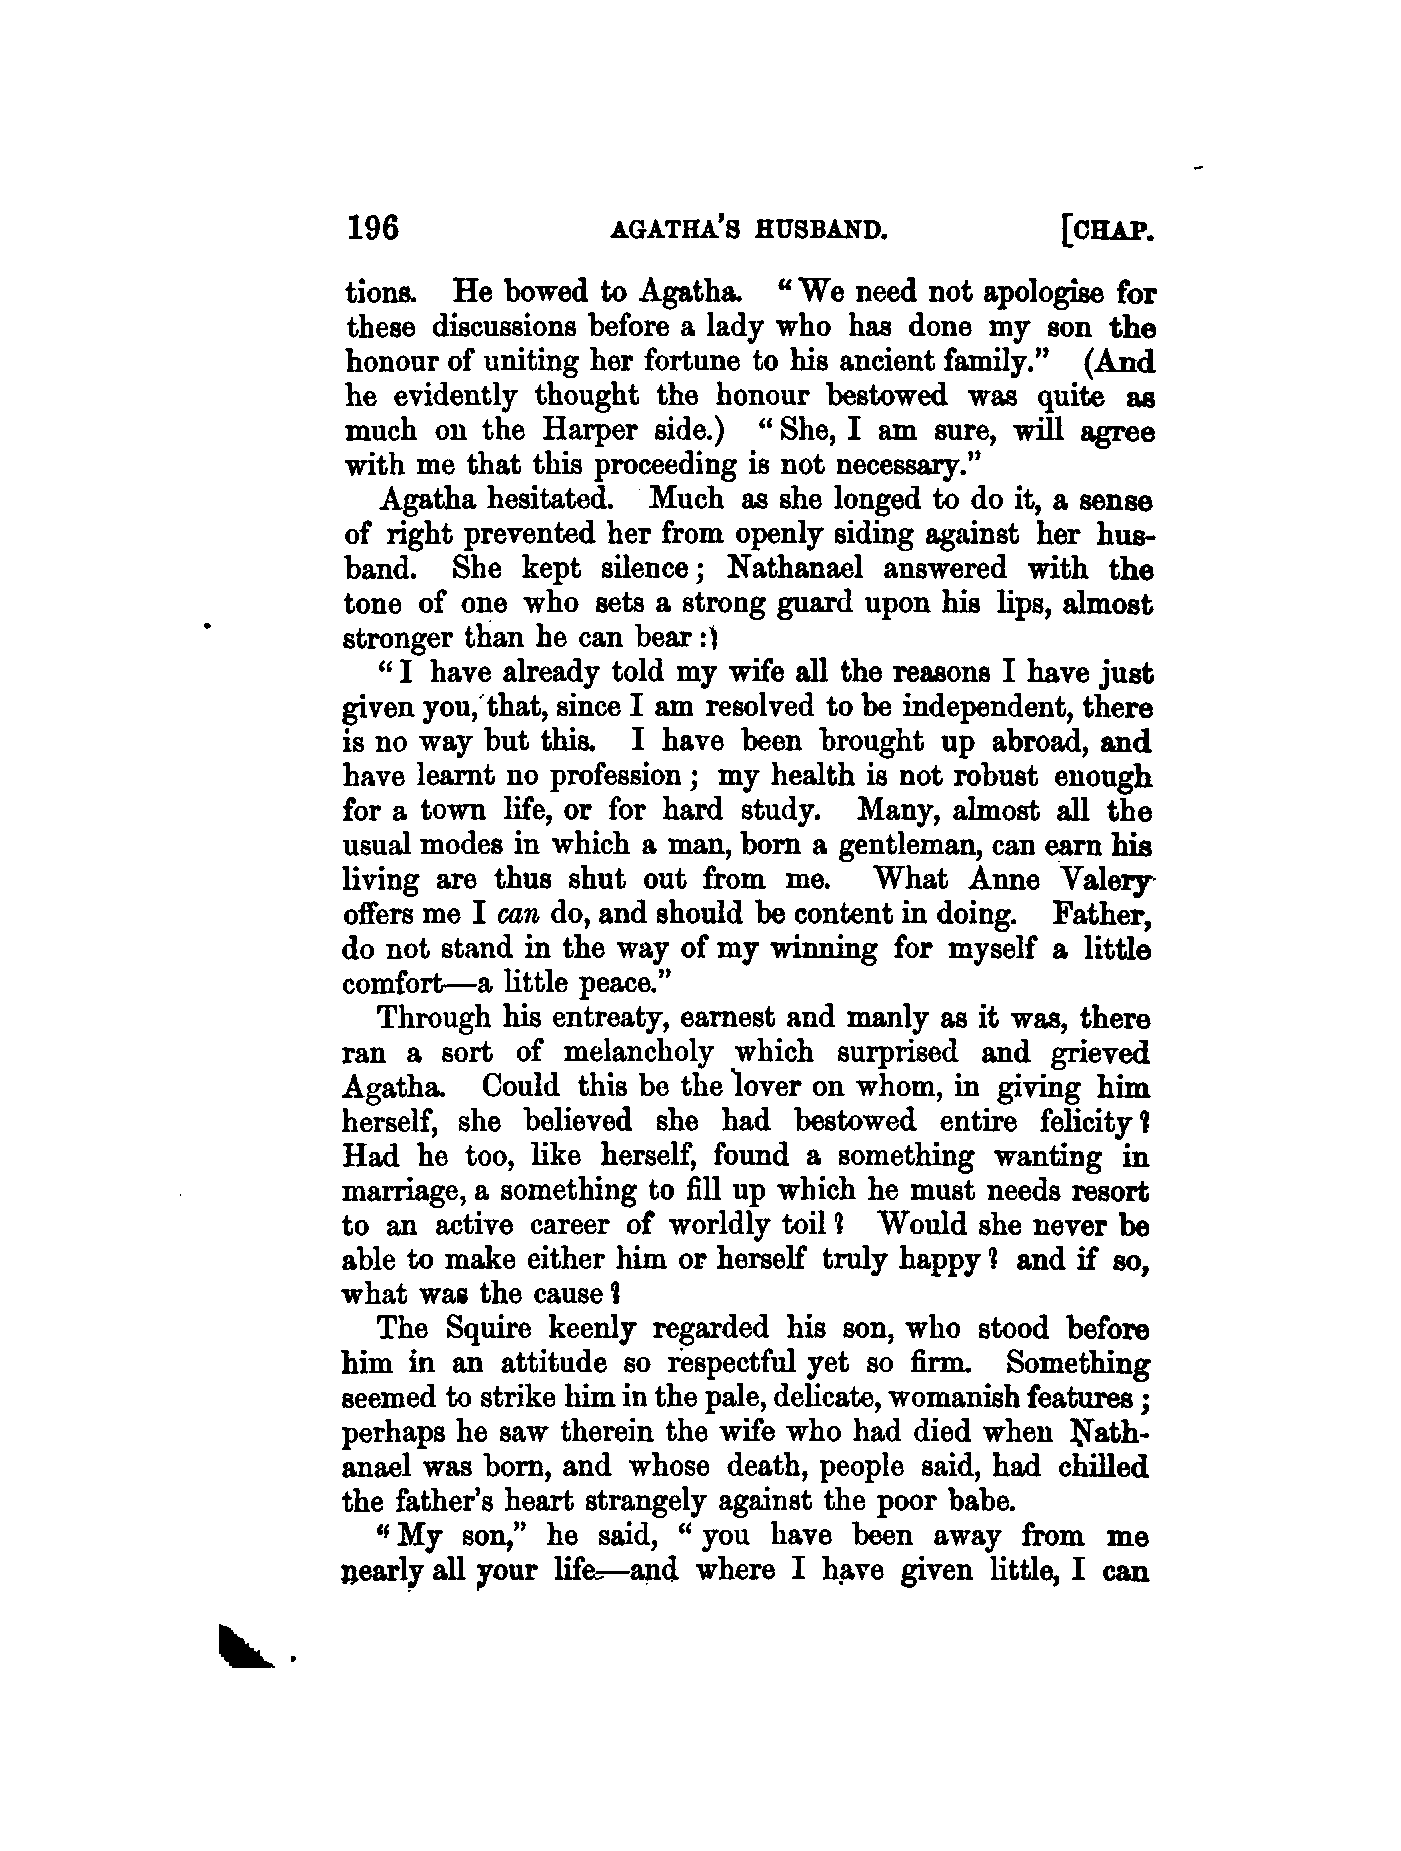 196 AGATHA'S HUSBAND. [CHAP.
tions. He bowed to Agatha. "We need not apologise for
these discussions before a lady who has done my son the
honour of uniting her fortune to his ancient family." (And
he evidently thought the honour bestowed was quite as
much on the Harper side.) "She, I am sure, will agree
with me that this proceeding is not necessary."
Agatha hesitated. Much as she longed to do it, a sense
of right prevented her from openly siding against her hus-
band. She kept silence; Nathanael answered with the
tone of one who sets a strong guard upon his lips, almost
stronger than he can bear:
"I have already told my wife all the reasons I have just
given you, that, since I am resolved to be independent, there
is no way but this. I have been brought up abroad, and
have learnt no profession; my health is not robust enough
for a town life, or for hard study. Many, almost all the
usual modes in which a man, born a gentleman, can earn his
living are thus shut out from me. What Anne Valery
offers me I can do, and should be content in doing. Father,
do not stand in the way of my winning for myself a little
comfort—a little peace."
Through his entreaty, earnest and manly as it was, there
ran a sort of melancholy which surprised and grieved
Agatha. Could this be the lover on whom, in giving him
herself, she believed she had bestowed entire felicity?
Had he too, like herself, found a something wanting in
marriage, a something to fill up which he must needs resort
to an active career of worldly toil? Would she never be
able to make either him or herself truly happy? and if so,
what was the cause?
The Squire keenly regarded his son, who stood before
him in an attitude so respectful yet so firm. Something
seemed to strike him in the pale, delicate, womanish features;
perhaps he saw therein the wife who had died when Nath-
anael was born, and whose death, people said, had chilled
the father's heart strangely against the poor babe.
"My son," he said, "you have been away from me
nearly all your life—and where I have given little, I can